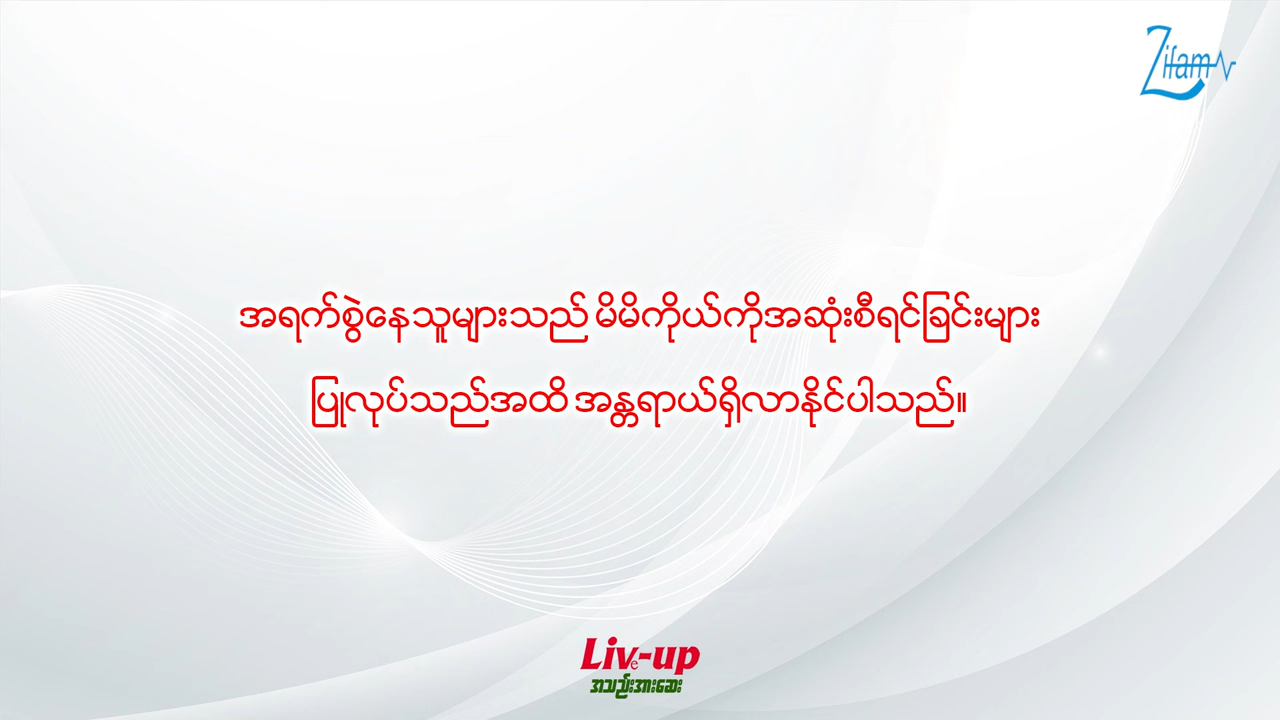 Zifam
အရက်စွဲနေသူများသည် မိမိကိုယ်ကိုအဆုံးစီရင်ခြင်းများ
ပြုလုပ်သည်အထိ အန္တရာယ်ရှိလာနိုင်ပါသည်။
Live-up
အသည်းအားဆေး